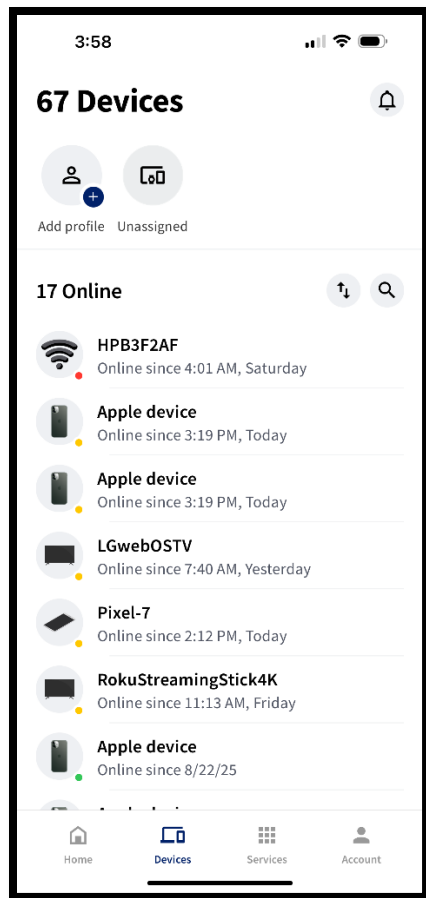 3:58
67 Devices
Add profile
Unassigned
17 Online
HPB3F2AF
Online since 4:01 AM, Saturday
Apple device
Online since 3:19 PM, Today
Apple device
Online since 3:19 PM, Today
LGwebOSTV
Online since 7:40 AM, Yesterday
Pixel-7
Online since 2:12 PM, Today
RokuStreamingStick4K
Online since 11:13 AM, Friday
Apple device
Online since 8/22/25
Home
Devices
Services
Account